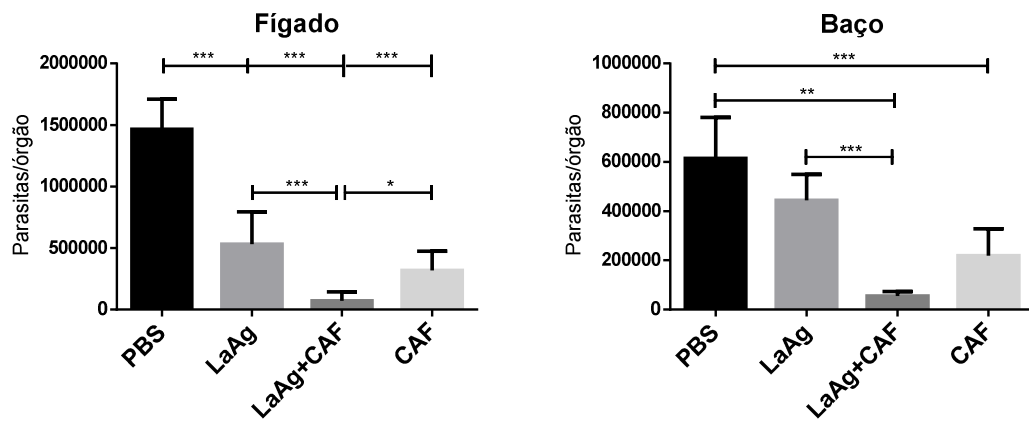 Fígado
2000000
1500000
1000000
500000
0
Parasitas/órgão
*** *** ***
*** *
PBS
LaAg
LaAg+CAF
CAF
Baço
1000000
800000
600000
400000
200000
0
Parasitas/órgão
***
**
***
PBS
LaAg
LaAg+CAF
CAF